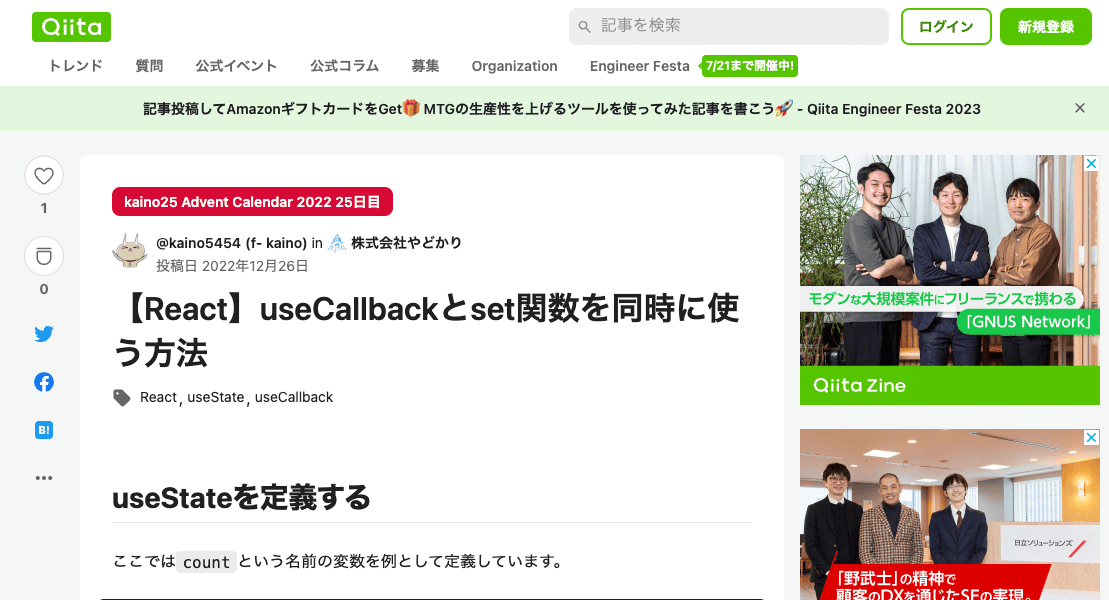 Qiita
記事を検索
ログイン
新規登録
トレンド 質問 公式イベント 公式コラム 募集 Organization Engineer Festa 7/21まで開催中!
記事投稿してAmazonギフトカードをGet🎁 MTGの生産性を上げるツールを使ってみた記事を書こう🚀 - Qiita Engineer Festa 2023
1
0
B!
kaino25 Advent Calendar 2022 25日目
@kaino5454 (f- kaino) in 株式会社やどかり
投稿日 2022年12月26日
【React】useCallbackとset関数を同時に使
う方法
React, useState, useCallback
useStateを定義する
ここではcountという名前の変数を例として定義しています。
モダンな大規模案件にフリーランスで携わる
「GNUS Network」
Qiita Zine
日立ソリューションズ
「野武士」の精神で
顧客のDXを通じたSEの実現。